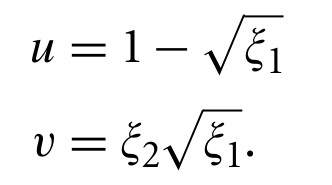 u = 1 − √ξ₁
v = ξ₂√ξ₁.